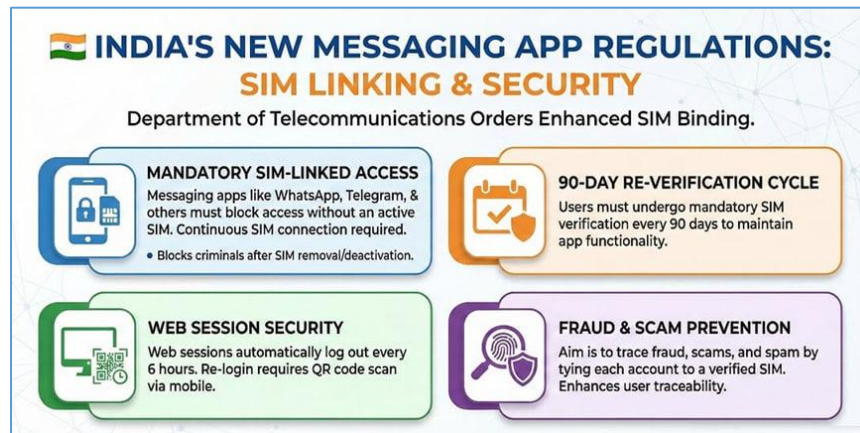 INDIA'S NEW MESSAGING APP REGULATIONS:
SIM LINKING & SECURITY
Department of Telecommunications Orders Enhanced SIM Binding.
MANDATORY SIM-LINKED ACCESS
Messaging apps like WhatsApp, Telegram, &
others must block access without an active
SIM. Continuous SIM connection required.
• Blocks criminals after SIM removal/deactivation.
90-DAY RE-VERIFICATION CYCLE
Users must undergo mandatory SIM
verification every 90 days to maintain
app functionality.
WEB SESSION SECURITY
Web sessions automatically log out every
6 hours. Re-login requires QR code scan
via mobile.
FRAUD & SCAM PREVENTION
Aim is to trace fraud, scams, and spam by
tying each account to a verified SIM.
Enhances user traceability.